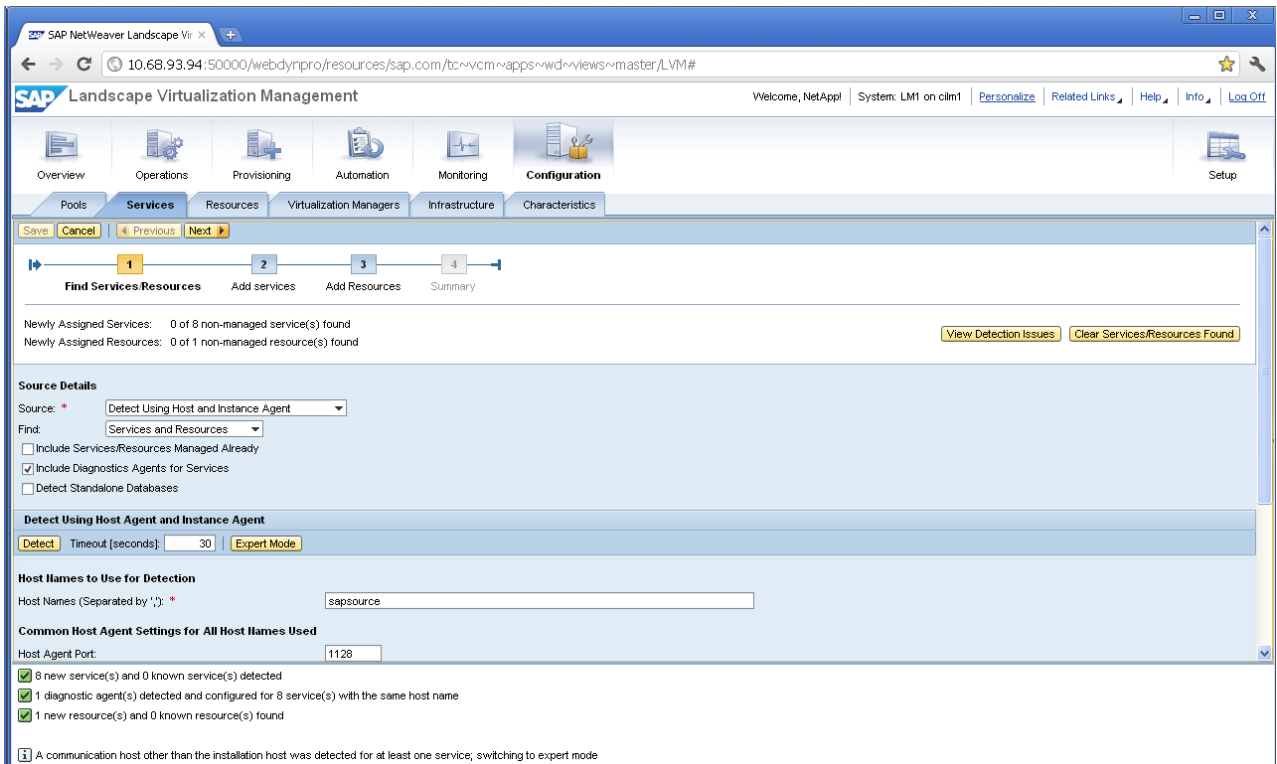 SAP NetWeaver Landscape Vir
10.68.93.94:50000/webdynpro/resources/sap.com/tc~vcm~apps~wd~views~master/LVM#
SAP Landscape Virtualization Management Welcome, NetApp! System: LM1 on cilm1 Personalize Related Links Help Info Log Off
Overview Operations Provisioning Automation Monitoring Configuration Setup
Pools Services Resources Virtualization Managers Infrastructure Characteristics
Save Cancel Previous Next
1 2 3 4
Find Services/Resources Add services Add Resources Summary
Newly Assigned Services: 0 of 8 non-managed service(s) found
Newly Assigned Resources: 0 of 1 non-managed resource(s) found
View Detection Issues Clear Services/Resources Found
Source Details
Source: * Detect Using Host and Instance Agent
Find: Services and Resources
Include Services/Resources Managed Already
Include Diagnostics Agents for Services
Detect Standalone Databases
Detect Using Host Agent and Instance Agent
Detect Timeout [seconds]: 30 Expert Mode
Host Names to Use for Detection
Host Names (Separated by ','): * sapsource
Common Host Agent Settings for All Host Names Used
Host Agent Port: 1128
8 new service(s) and 0 known service(s) detected
1 diagnostic agent(s) detected and configured for 8 service(s) with the same host name
1 new resource(s) and 0 known resource(s) found
A communication host other than the installation host was detected for at least one service; switching to expert mode